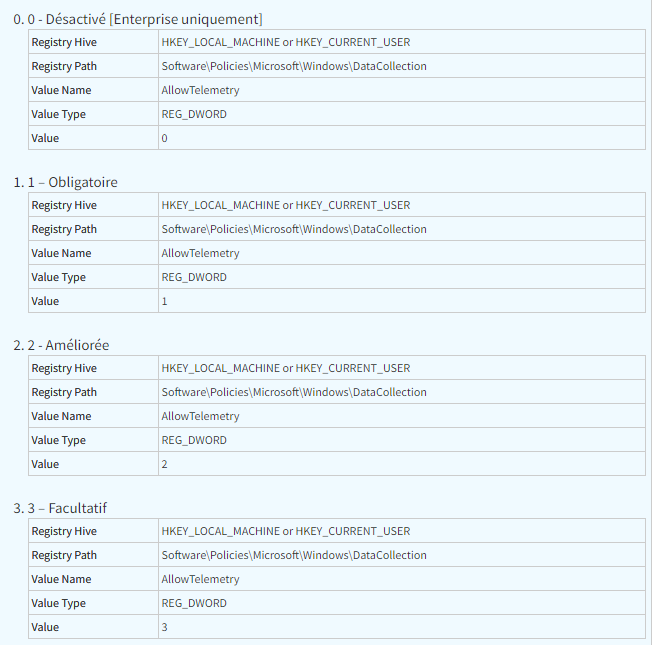 0. 0 - Désactivé [Enterprise uniquement]
Registry Hive HKEY_LOCAL_MACHINE or HKEY_CURRENT_USER
Registry Path Software\Policies\Microsoft\Windows\DataCollection
Value Name AllowTelemetry
Value Type REG_DWORD
Value 0
1. 1 – Obligatoire
Registry Hive HKEY_LOCAL_MACHINE or HKEY_CURRENT_USER
Registry Path Software\Policies\Microsoft\Windows\DataCollection
Value Name AllowTelemetry
Value Type REG_DWORD
Value 1
2. 2 - Améliorée
Registry Hive HKEY_LOCAL_MACHINE or HKEY_CURRENT_USER
Registry Path Software\Policies\Microsoft\Windows\DataCollection
Value Name AllowTelemetry
Value Type REG_DWORD
Value 2
3. 3 – Facultatif
Registry Hive HKEY_LOCAL_MACHINE or HKEY_CURRENT_USER
Registry Path Software\Policies\Microsoft\Windows\DataCollection
Value Name AllowTelemetry
Value Type REG_DWORD
Value 3